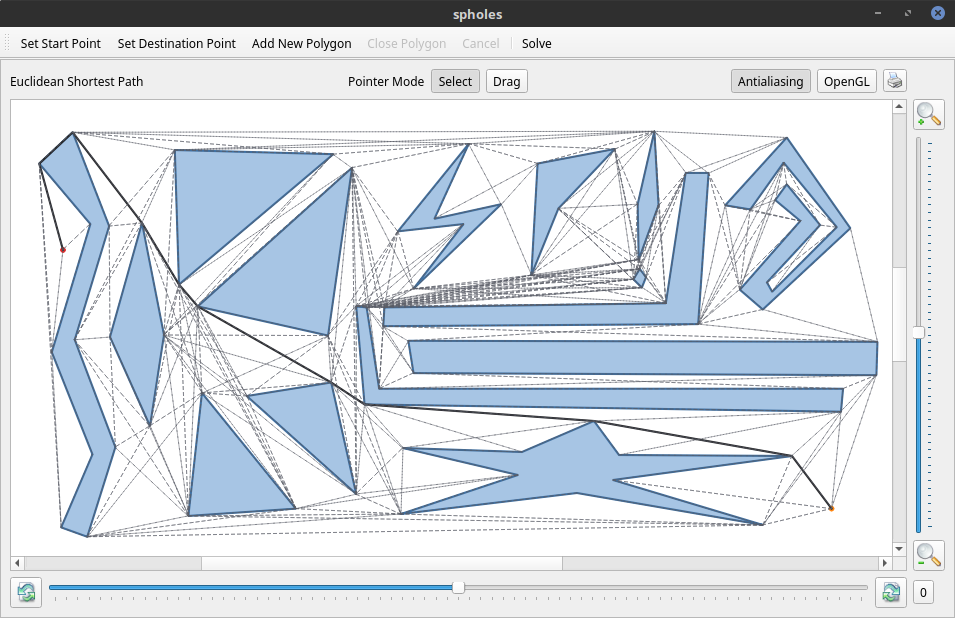 spholes
Set Start Point Set Destination Point Add New Polygon Close Polygon Cancel Solve
Euclidean Shortest Path Pointer Mode Select Drag Antialiasing OpenGL
0